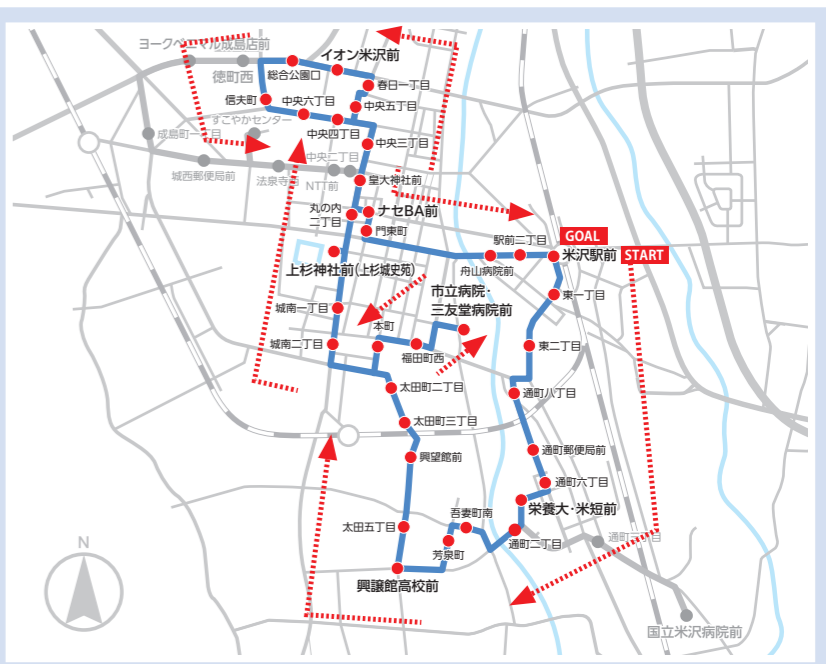 ヨークベニマル成島店前
イオン米沢前
徳町西
総合公園口
春日一丁目
信夫町
中央六丁目
中央五丁目
すこやかセンター
成島町一丁目
中央四丁目
中央三丁目
中央二丁目
城西郵便局前
法泉寺前
NTT前
皇大神社前
丸の内
二丁目
ナセBA前
門東町
駅前二丁目
GOAL
米沢駅前
START
舟山病院前
上杉神社前(上杉城史苑)
市立病院・
三友堂病院前
東一丁目
城南一丁目
本町
城南二丁目
福田町西
東二丁目
太田町二丁目
通町八丁目
太田町三丁目
興望館前
通町郵便局前
通町六丁目
栄養大・米短前
吾妻町南
太田五丁目
芳泉町
通町二丁目
興譲館高校前
N
国立米沢病院前